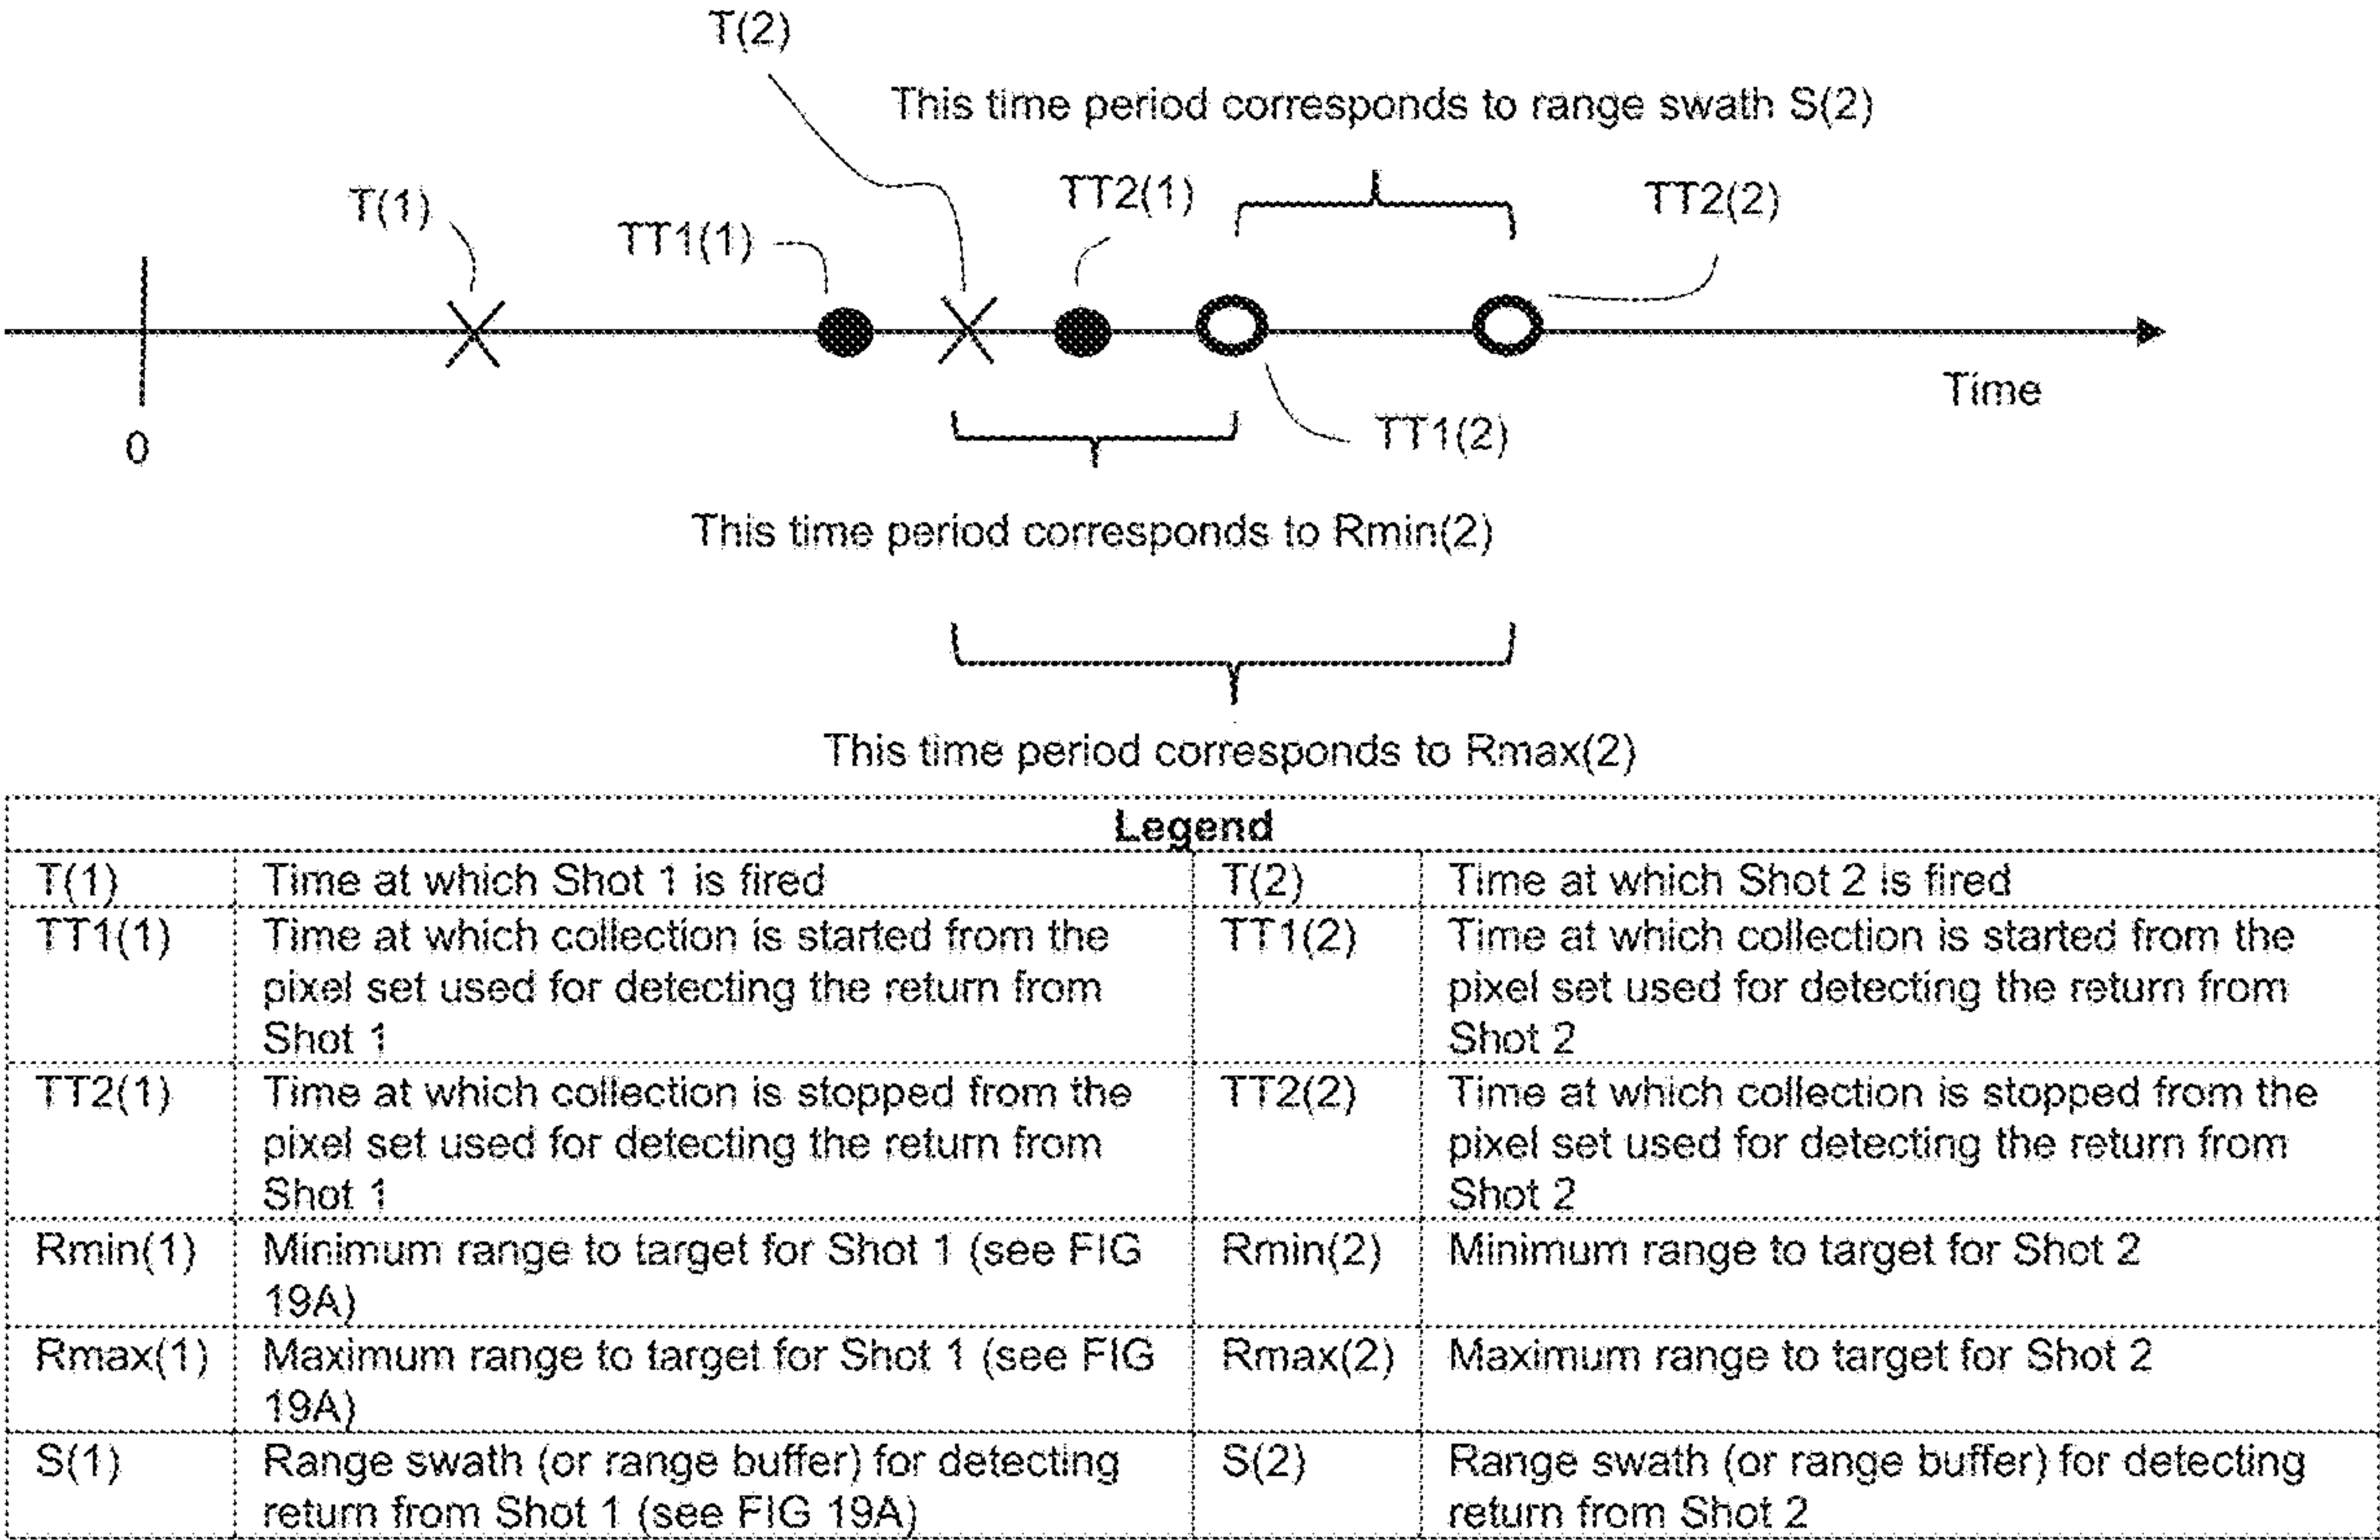 T(2)
This time period corresponds to range swath S(2)
T(1)
TT1(1)
TT2(1)
TT2(2)
Time
0
TT1(2)
This time period corresponds to Rmin(2)
This time period corresponds to Rmax(2)
Legend
T(1)
Time at which Shot 1 is fired
T(2)
Time at which Shot 2 is fired
TT1(1)
Time at which collection is started from the
pixel set used for detecting the return from
Shot 1
TT1(2)
Time at which collection is started from the
pixel set used for detecting the return from
Shot 2
TT2(1)
Time at which collection is stopped from the
pixel set used for detecting the return from
Shot 1
TT2(2)
Time at which collection is stopped from the
pixel set used for detecting the return from
Shot 2
Rmin(1)
Minimum range to target for Shot 1 (see FIG
19A)
Rmin(2)
Minimum range to target for Shot 2
Rmax(1)
Maximum range to target for Shot 1 (see FIG
19A)
Rmax(2)
Maximum range to target for Shot 2
S(1)
Range swath (or range buffer) for detecting
return from Shot 1 (see FIG 19A)
S(2)
Range swath (or range buffer) for detecting
return from Shot 2